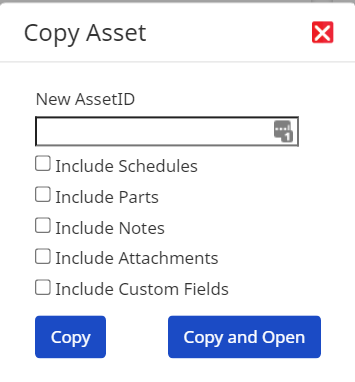 Copy Asset
New AssetID
1
Include Schedules
Include Parts
Include Notes
Include Attachments
Include Custom Fields
Copy
Copy and Open